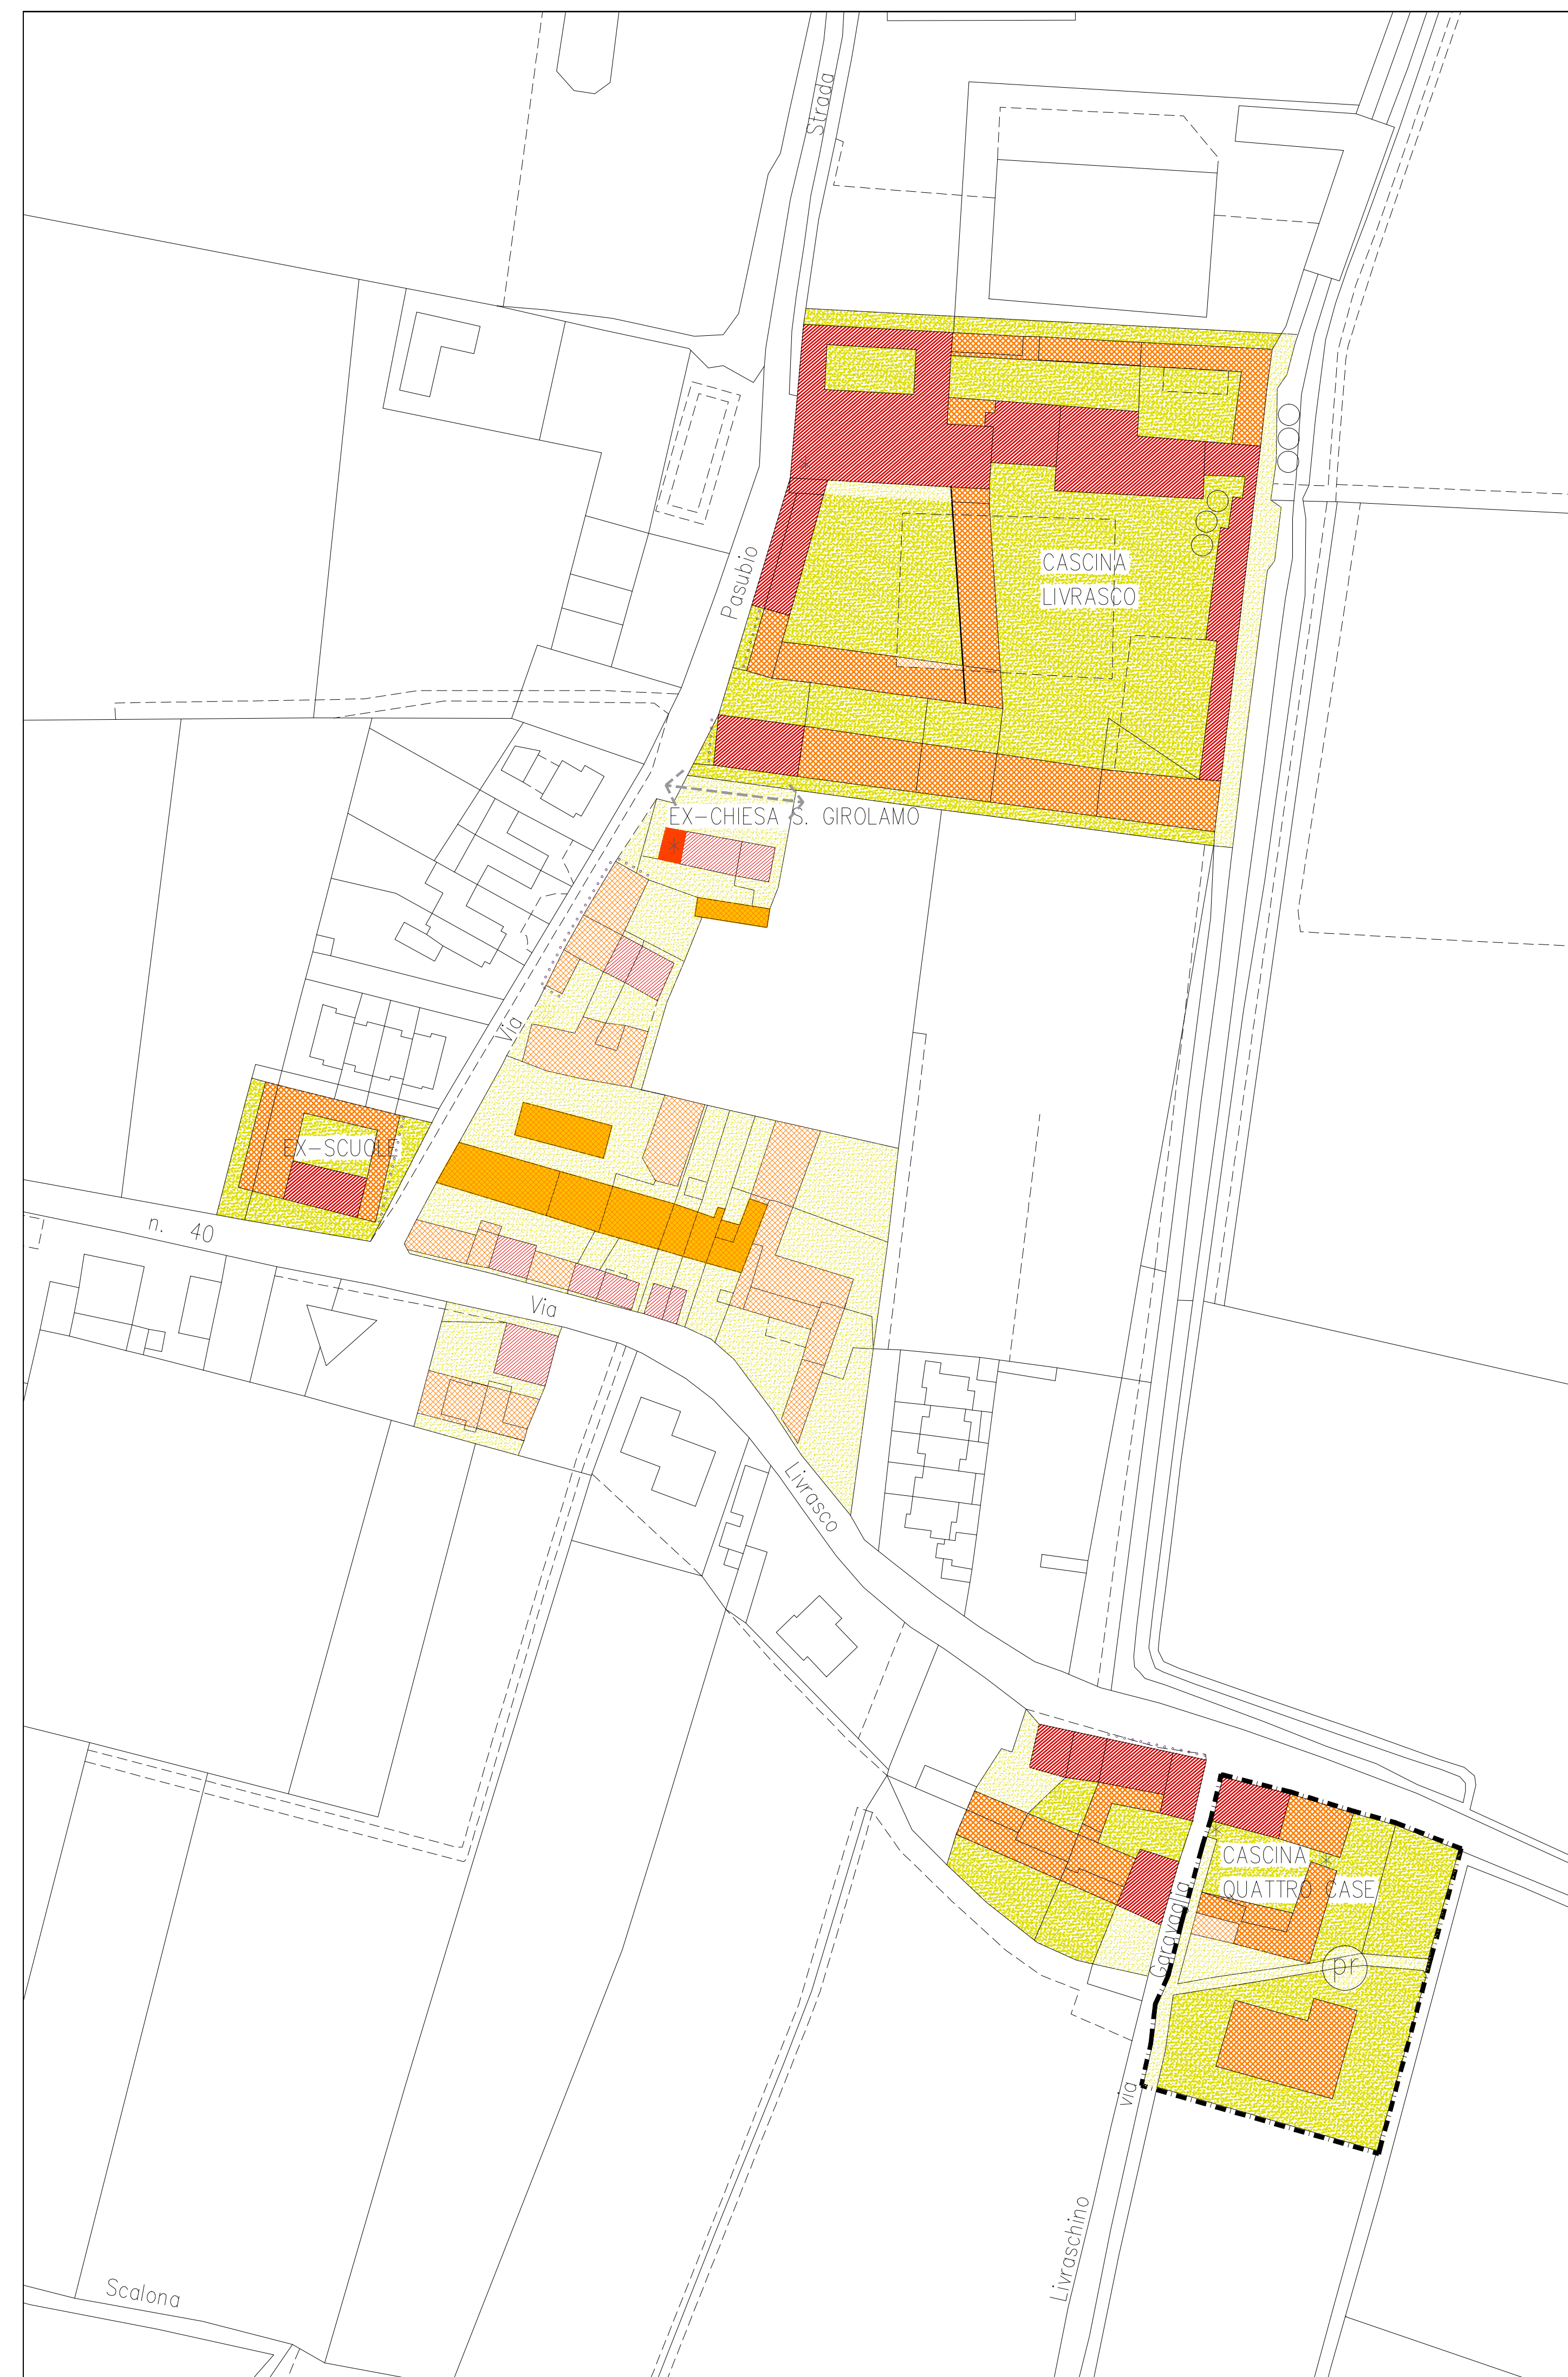 Strada
Pasubio
CASCINA
LIVRASCO
EX-CHIESA S. GIROLAMO
Via
EX-SCUOLE
n. 40
Via
Livrasco
CASCINA
QUATTRO CASE
Garavaglia
pr
via
Livraschino
Scalona